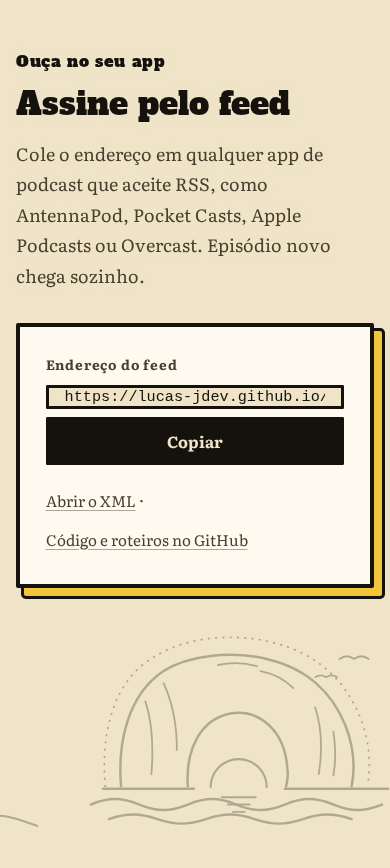 Ouça no seu app
Assine pelo feed
Cole o endereço em qualquer app de
podcast que aceite RSS, como
AntennaPod, Pocket Casts, Apple
Podcasts ou Overcast. Episódio novo
chega sozinho.
Endereço do feed
https://lucas-jdev.github.io/
Copiar
Abrir o XML ·
Código e roteiros no GitHub